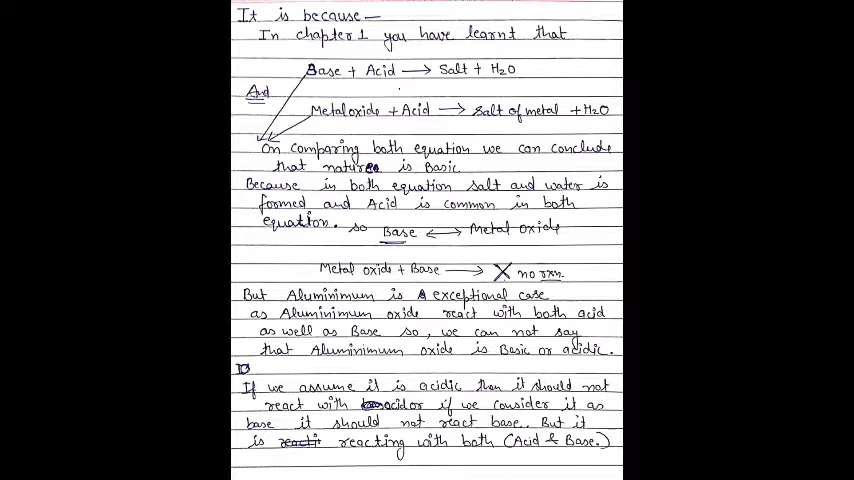 It is because —
In chapter 1 you have learnt that
Base + Acid ⟶ Salt + H2O
And
Metaloxide + Acid ⟶ Salt of metal + H2O
On comparing both equation we can conclude
that nature is Basic
Because in both equation salt and water is
formed and Acid is common in both
equation. so Base ⟷ Metal oxide
Metal oxide + Base ⟶ X no rxn.
But Aluminimum is exceptional case
as Aluminimum oxide react with both acid
as well as Base so, we can not say
that Aluminimum oxide is Basic or acidic.
If we assume it is acidic then it should not
react with acid or if we consider it as
base it should not react base. But it
is reacting with both (Acid & Base.)